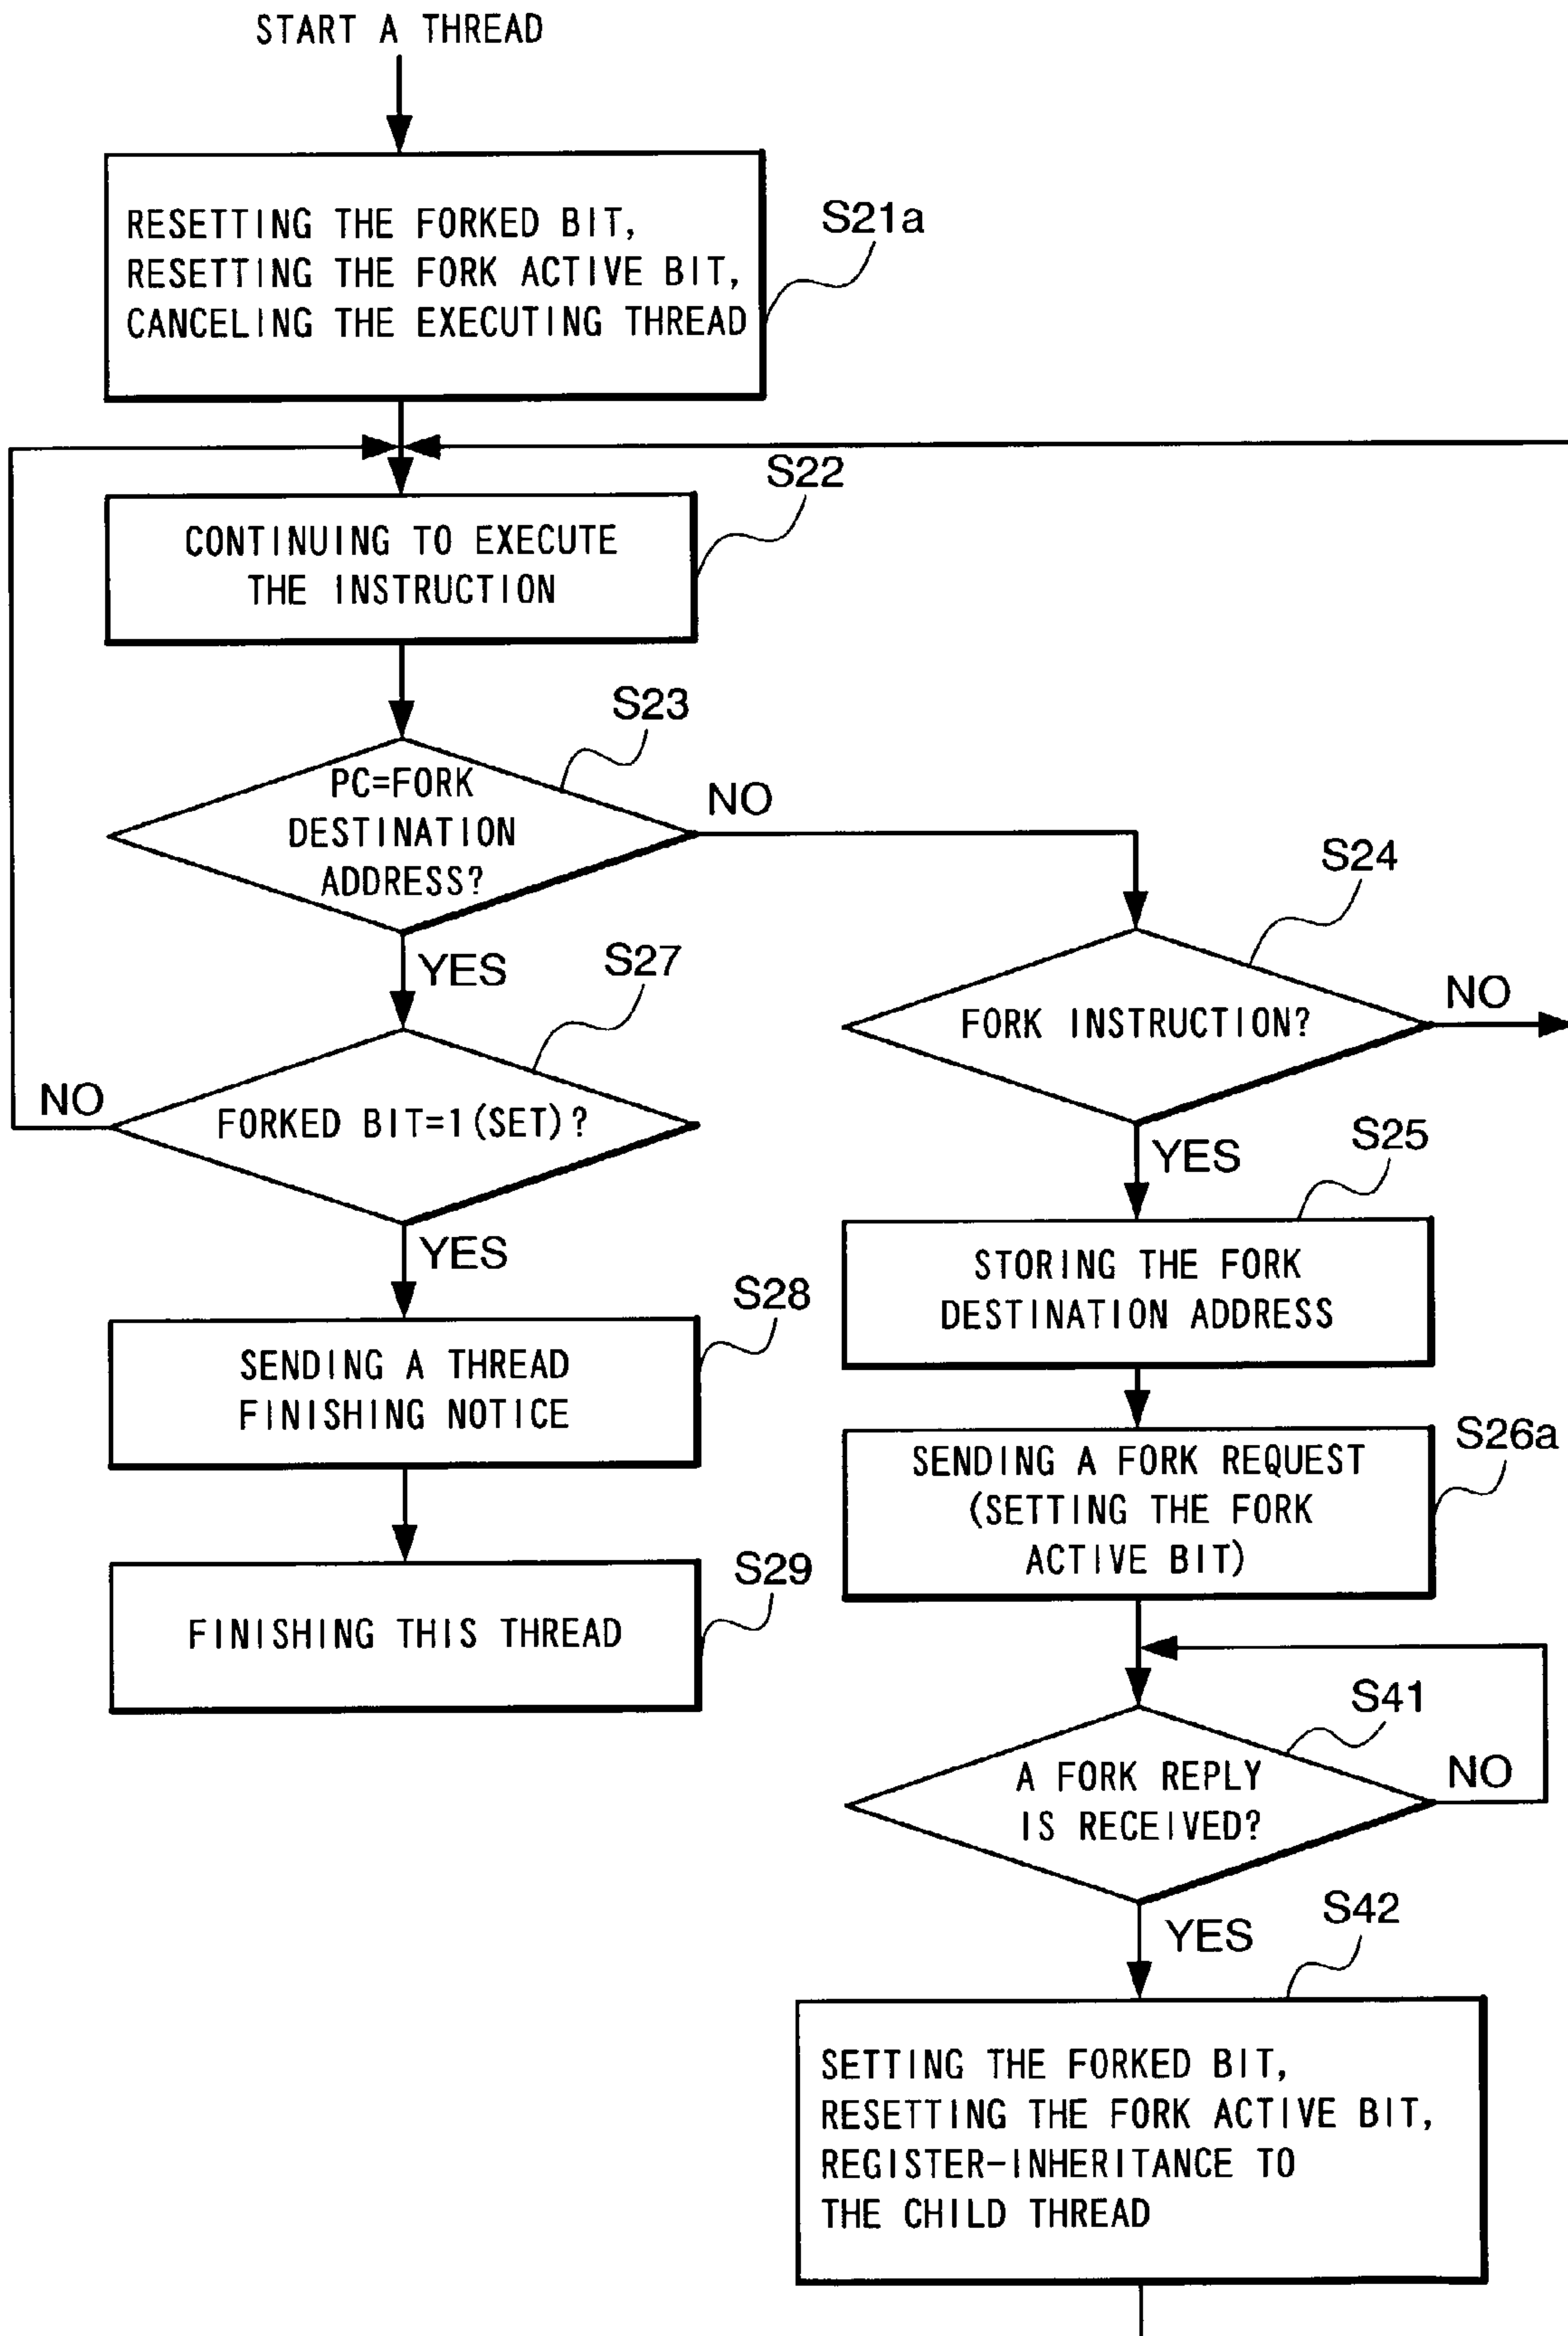 START A THREAD
RESETTING THE FORKED BIT,
RESETTING THE FORK ACTIVE BIT,
CANCELING THE EXECUTING THREAD
S21a
S22
CONTINUING TO EXECUTE
THE INSTRUCTION
S23
PC=FORK
DESTINATION
ADDRESS?
NO
YES
S24
FORK INSTRUCTION?
NO
YES
S27
FORKED BIT=1(SET)?
NO
YES
S25
STORING THE FORK
DESTINATION ADDRESS
S28
SENDING A THREAD
FINISHING NOTICE
S26a
SENDING A FORK REQUEST
(SETTING THE FORK
ACTIVE BIT)
S29
FINISHING THIS THREAD
S41
A FORK REPLY
IS RECEIVED?
NO
YES
S42
SETTING THE FORKED BIT,
RESETTING THE FORK ACTIVE BIT,
REGISTER-INHERITANCE TO
THE CHILD THREAD